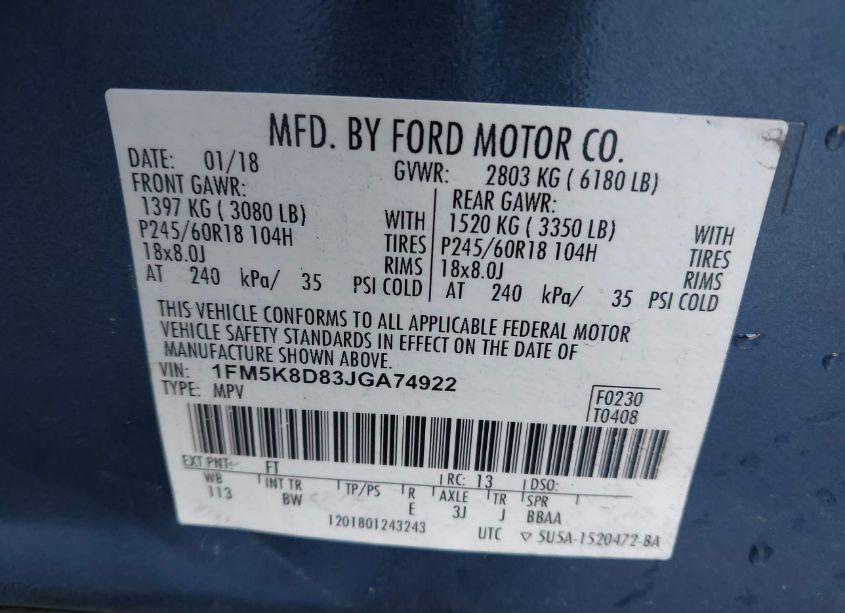 MFD. BY FORD MOTOR CO.
DATE: 01/18 GVWR: 2803 KG ( 6180 LB)
FRONT GAWR: REAR GAWR:
1397 KG ( 3080 LB) WITH 1520 KG ( 3350 LB) WITH
P245/60R18 104H TIRES P245/60R18 104H TIRES
18x8.0J RIMS 18x8.0J RIMS
AT 240 kPa/ 35 PSI COLD AT 240 kPa/ 35 PSI COLD
THIS VEHICLE CONFORMS TO ALL APPLICABLE FEDERAL MOTOR
VEHICLE SAFETY STANDARDS IN EFFECT ON THE DATE OF
MANUFACTURE SHOWN ABOVE.
VIN: 1FM5K8D83JGA74922
TYPE: MPV
F0230
T0408
EXT PNT: FT RC: 13 DSO:
WB INT TR TP/PS R AXLE TR SPR
113 BW E 3J J BBAA
1201801243243 UTC ▽ 5U5A-1520472-BA